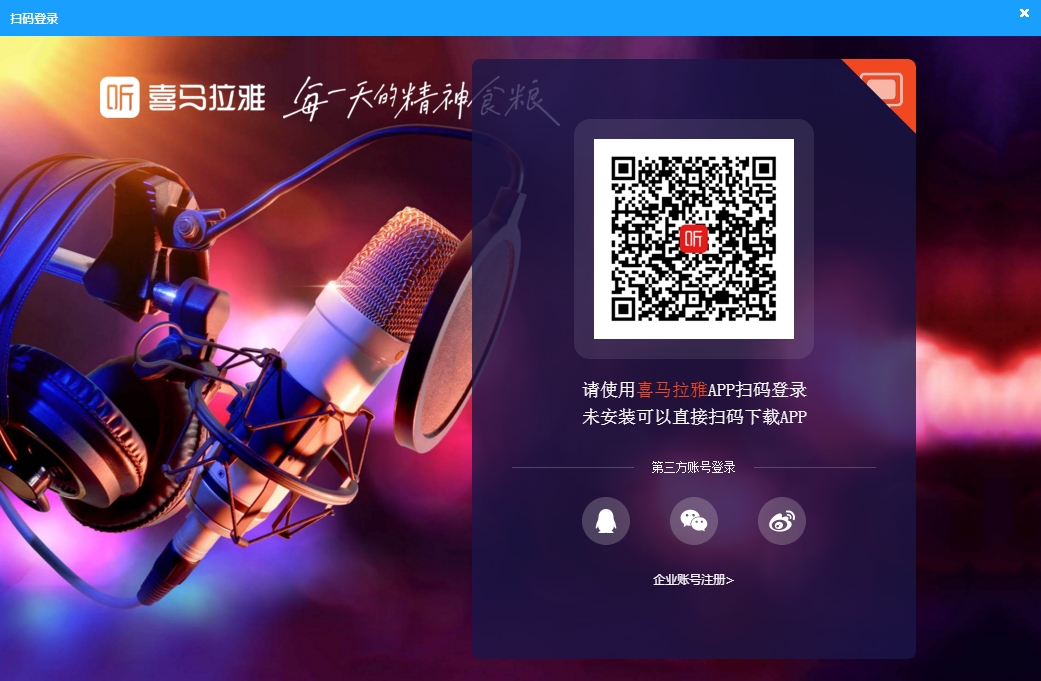 扫码登录
听 喜马拉雅 每一天的精神食粮
听
请使用喜马拉雅APP扫码登录
未安装可以直接扫码下载APP
第三方账号登录
企业账号注册>